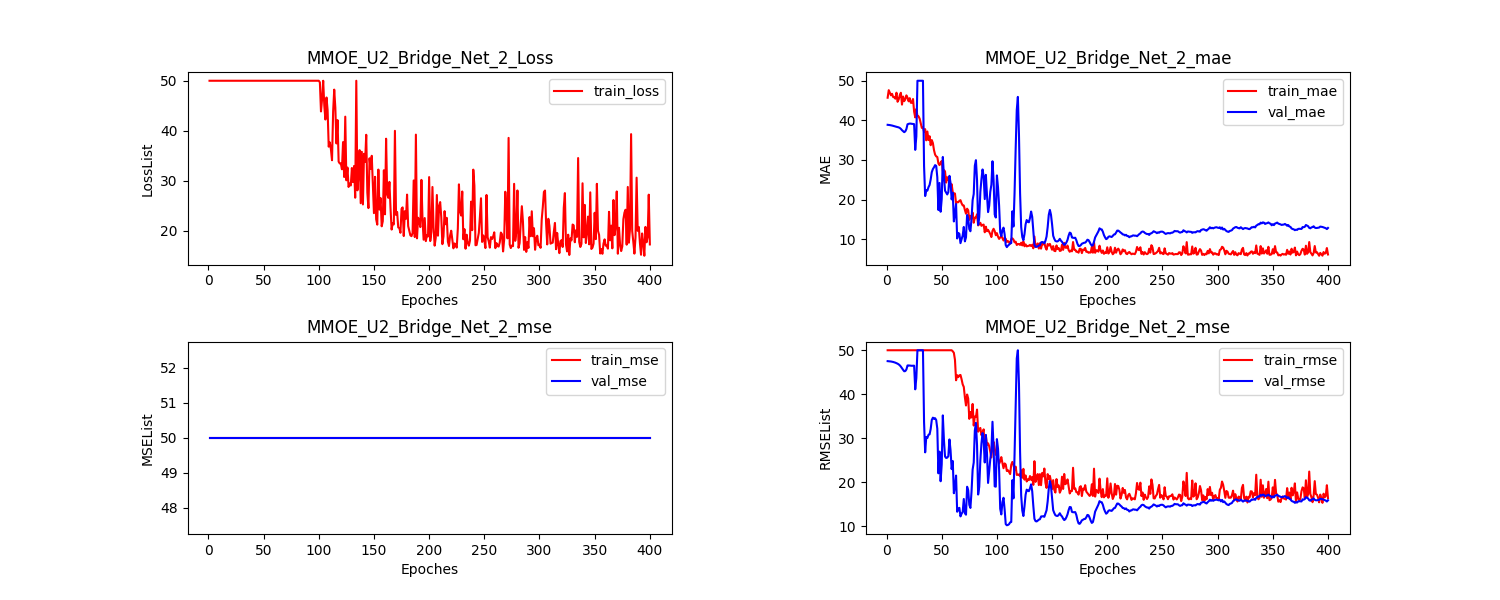 MMOE_U2_Bridge_Net_2_Loss
LossList
50
40
30
20
train_loss
0 50 100 150 200 250 300 350 400
Epoches
MMOE_U2_Bridge_Net_2_mae
MAE
50
40
30
20
10
train_mae
val_mae
0 50 100 150 200 250 300 350 400
Epoches
MMOE_U2_Bridge_Net_2_mse
MSEList
52
51
50
49
48
train_mse
val_mse
0 50 100 150 200 250 300 350 400
Epoches
MMOE_U2_Bridge_Net_2_mse
RMSEList
50
40
30
20
10
train_rmse
val_rmse
0 50 100 150 200 250 300 350 400
Epoches